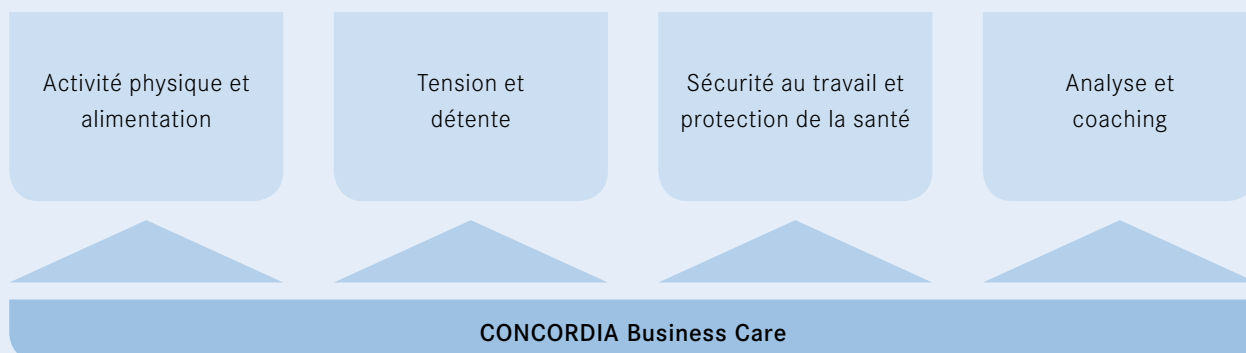 Activité physique et
alimentation
Tension et
détente
Sécurité au travail et
protection de la santé
Analyse et
coaching
CONCORDIA Business Care